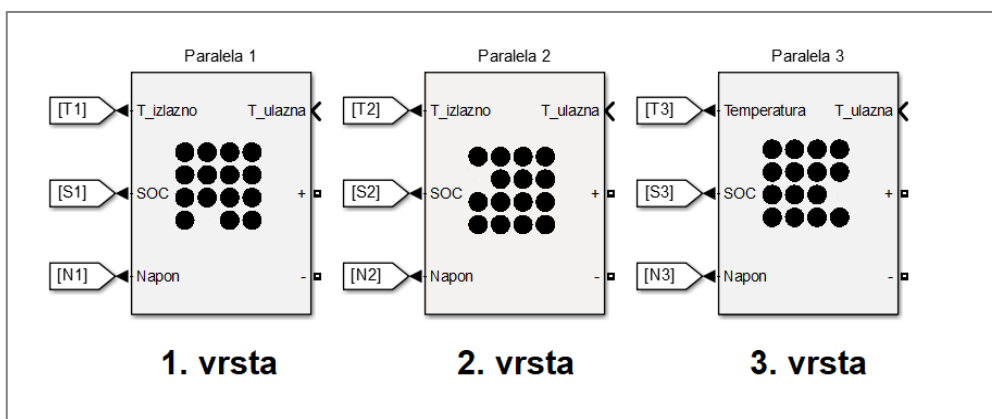 Paralela 1 Paralela 2 Paralela 3
[T1] T_izlazno T_ulazna [T2] T_izlazno T_ulazna [T3] Temperatura T_ulazna
[S1] SOC + [S2] SOC + [S3] SOC +
[N1] Napon - [N2] Napon - [N3] Napon -
1. vrsta 2. vrsta 3. vrsta